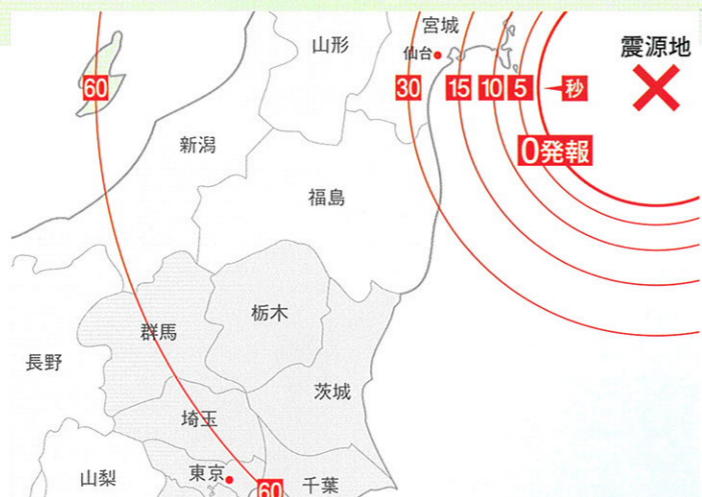 宮城
山形
仙台
震源地
60
30
15
10
5
秒
新潟
0発報
福島
栃木
群馬
長野
茨城
埼玉
山梨
東京
千葉
60